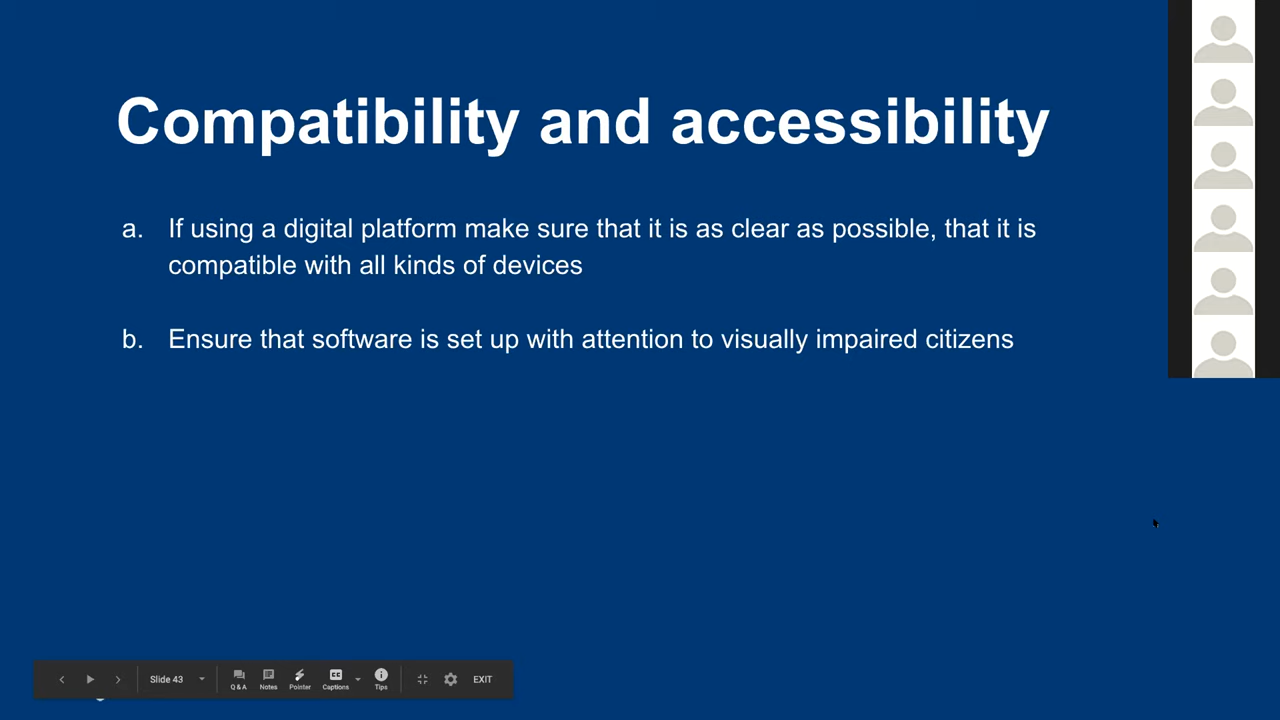 Compatibility and accessibility
a. If using a digital platform make sure that it is as clear as possible, that it is
compatible with all kinds of devices
b. Ensure that software is set up with attention to visually impaired citizens
Slide 43
Q & A
Notes
Pointer
CC
Captions
Tips
EXIT